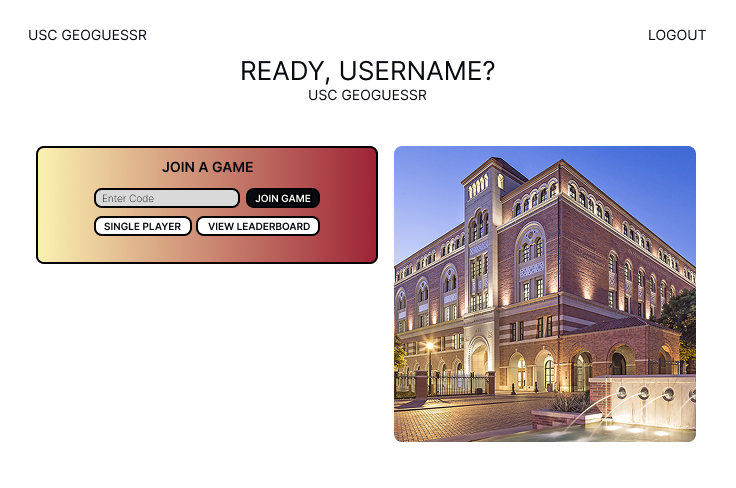 USC GEOGUESSR
LOGOUT
READY, USERNAME?
USC GEOGUESSR
JOIN A GAME
Enter Code
JOIN GAME
SINGLE PLAYER
VIEW LEADERBOARD